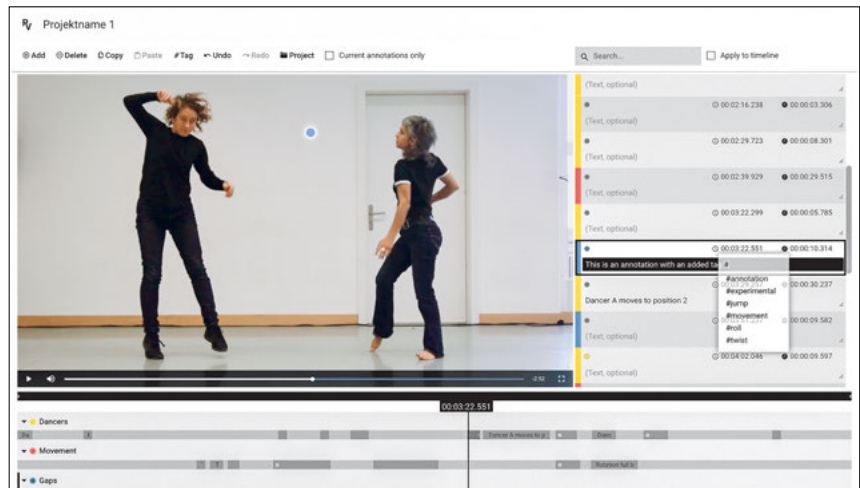 RV Projektname 1
Add Delete Copy Paste #Tag Undo Redo Project Current annotations only Search... Apply to timeline
(Text, optional)
00:02:16.238 00:00:03.306
(Text, optional)
00:02:29.723 00:00:08.301
(Text, optional)
00:02:39.929 00:00:29.515
(Text, optional)
00:03:22.299 00:00:05.785
(Text, optional)
00:03:22.551 00:00:10.314
This is an annotation with an added ta
#
#annotation
#experimental
#jump
#movement
#roll
#twist
00:00:30.237
Dancer A moves to position 2
00:00:09.582
(Text, optional)
00:04:02.046 00:00:09.597
(Text, optional)
-2:52
00:03:22.551
Dancers
Da Dancer A moves to p Danc
Movement
T Rotation full b
Gaps